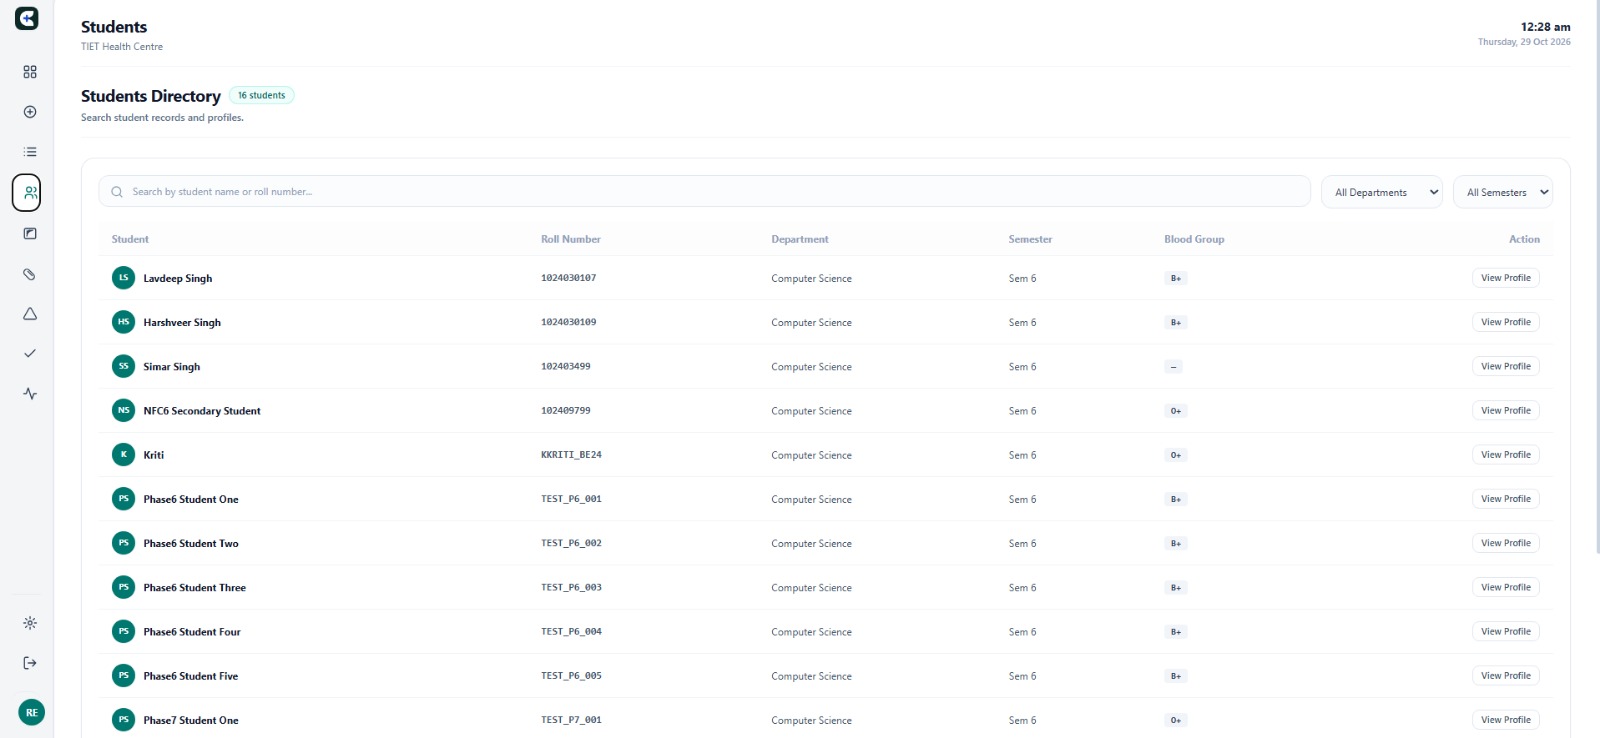 Students
TIET Health Centre
12:28 am
Thursday, 29 Oct 2026
Students Directory 16 students
Search student records and profiles.
Search by student name or roll number...
All Departments
All Semesters
Student Roll Number Department Semester Blood Group Action
LS Lavdeep Singh 1024030107 Computer Science Sem 6 B+ View Profile
HS Harshveer Singh 1024030109 Computer Science Sem 6 B+ View Profile
SS Simar Singh 102403499 Computer Science Sem 6 – View Profile
NS NFC6 Secondary Student 102409799 Computer Science Sem 6 O+ View Profile
K Kriti KKRITI_BE24 Computer Science Sem 6 O+ View Profile
PS Phase6 Student One TEST_P6_001 Computer Science Sem 6 B+ View Profile
PS Phase6 Student Two TEST_P6_002 Computer Science Sem 6 B+ View Profile
PS Phase6 Student Three TEST_P6_003 Computer Science Sem 6 B+ View Profile
PS Phase6 Student Four TEST_P6_004 Computer Science Sem 6 B+ View Profile
PS Phase6 Student Five TEST_P6_005 Computer Science Sem 6 B+ View Profile
PS Phase7 Student One TEST_P7_001 Computer Science Sem 6 O+ View Profile
RE